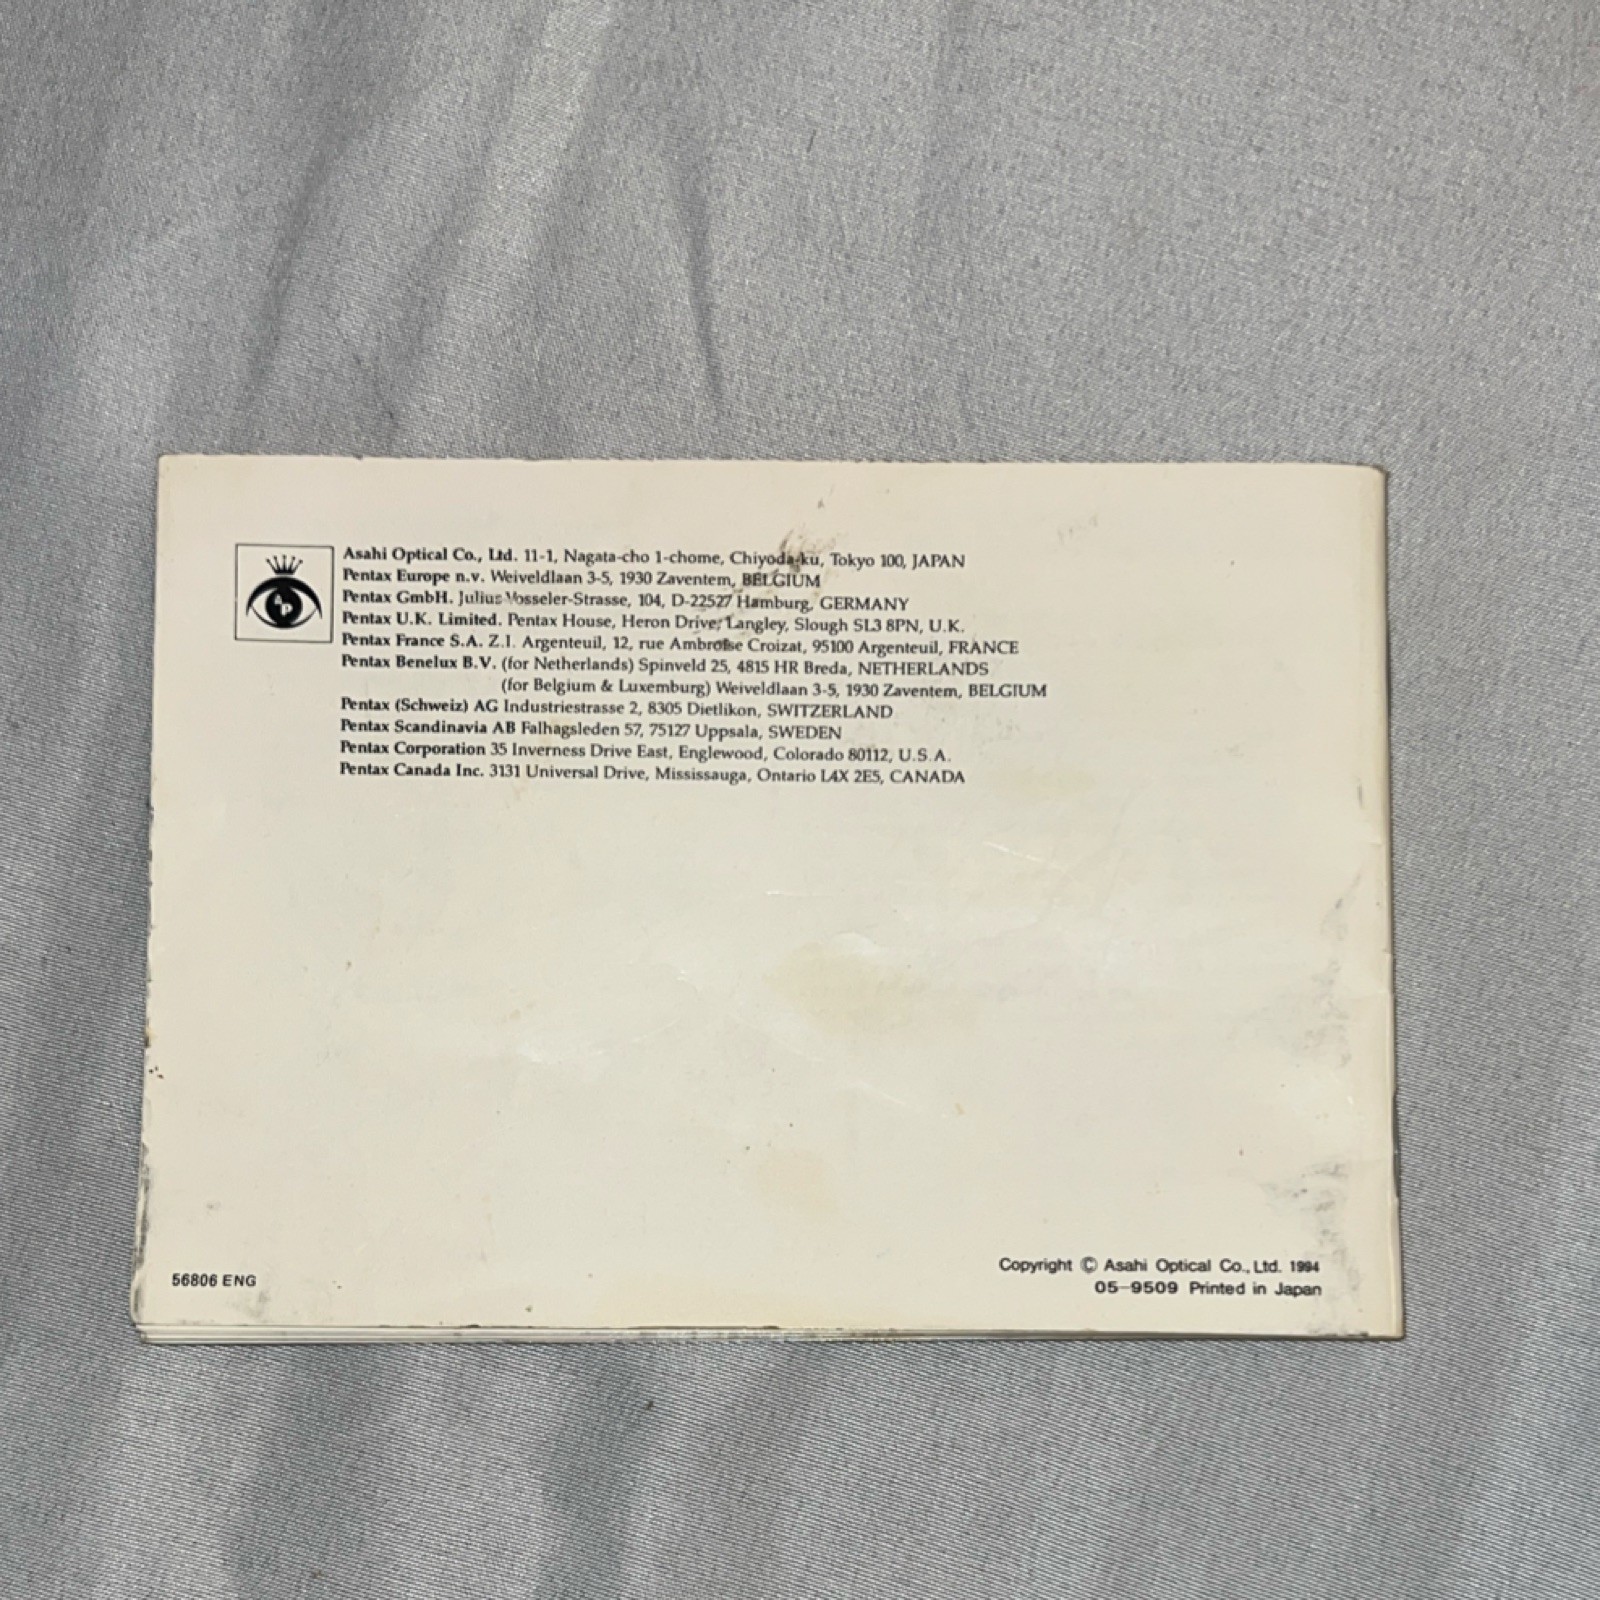 Asahi Optical Co., Ltd. 11-1, Nagata-cho 1-chome, Chiyoda-ku, Tokyo 100, JAPAN
Pentax Europe n.v. Weiveldlaan 3-5, 1930 Zaventem, BELGIUM
Pentax GmbH. Julius-Vosseler-Strasse, 104, D-22527 Hamburg, GERMANY
Pentax U.K. Limited. Pentax House, Heron Drive, Langley, Slough SL3 8PN, U.K.
Pentax France S.A. Z.I. Argenteuil, 12, rue Ambroise Croizat, 95100 Argenteuil, FRANCE
Pentax Benelux B.V. (for Netherlands) Spinveld 25, 4815 HR Breda, NETHERLANDS
(for Belgium & Luxemburg) Weiveldlaan 3-5, 1930 Zaventem, BELGIUM
Pentax (Schweiz) AG Industriestrasse 2, 8305 Dietlikon, SWITZERLAND
Pentax Scandinavia AB Falhagsleden 57, 75127 Uppsala, SWEDEN
Pentax Corporation 35 Inverness Drive East, Englewood, Colorado 80112, U.S.A.
Pentax Canada Inc. 3131 Universal Drive, Mississauga, Ontario L4X 2E5, CANADA
AP
56806 ENG
Copyright © Asahi Optical Co., Ltd. 1994
05-9509 Printed in Japan